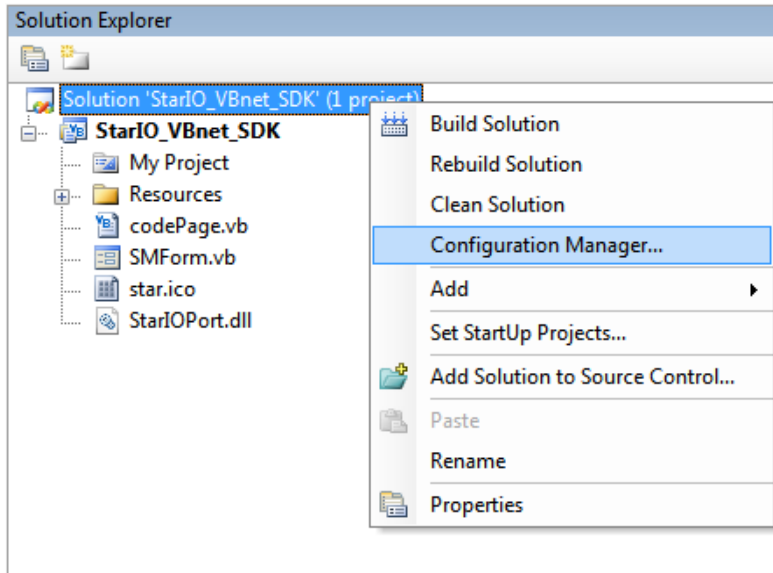 Solution Explorer
Solution 'StarIO_VBnet_SDK' (1 project)
StarIO_VBnet_SDK
My Project
Resources
codePage.vb
SMForm.vb
star.ico
StarIOPort.dll
Build Solution
Rebuild Solution
Clean Solution
Configuration Manager...
Add
Set StartUp Projects...
Add Solution to Source Control...
Paste
Rename
Properties